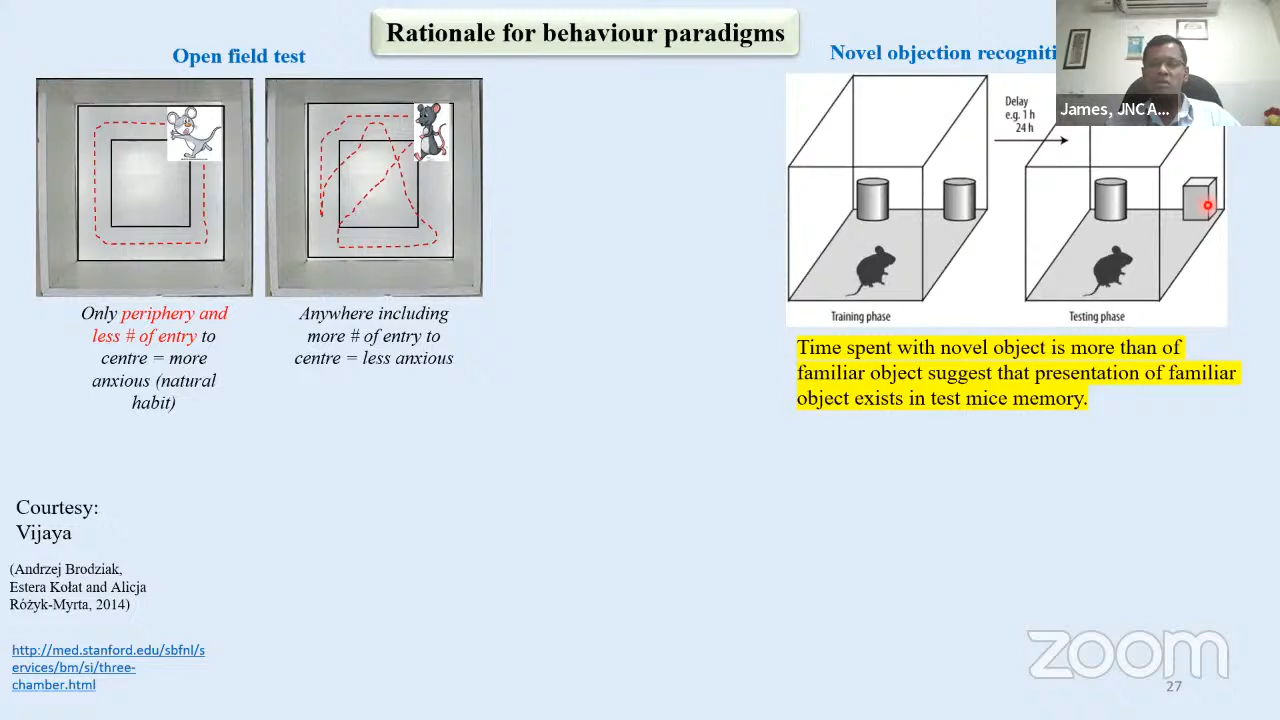 Rationale for behaviour paradigms
Open field test
Only periphery and
less # of entry to
centre = more
anxious (natural
habit)
Anywhere including
more # of entry to
centre = less anxious
Novel objection recogniti
James, JNC A...
Delay
e.g. 1 h
24 h
Training phase
Testing phase
Time spent with novel object is more than of
familiar object suggest that presentation of familiar
object exists in test mice memory.
Courtesy:
Vijaya
(Andrzej Brodziak,
Estera Kołat and Alicja
Różyk-Myrta, 2014)
http://med.stanford.edu/sbfnl/s
ervices/bm/si/three-
chamber.html
zoom
27